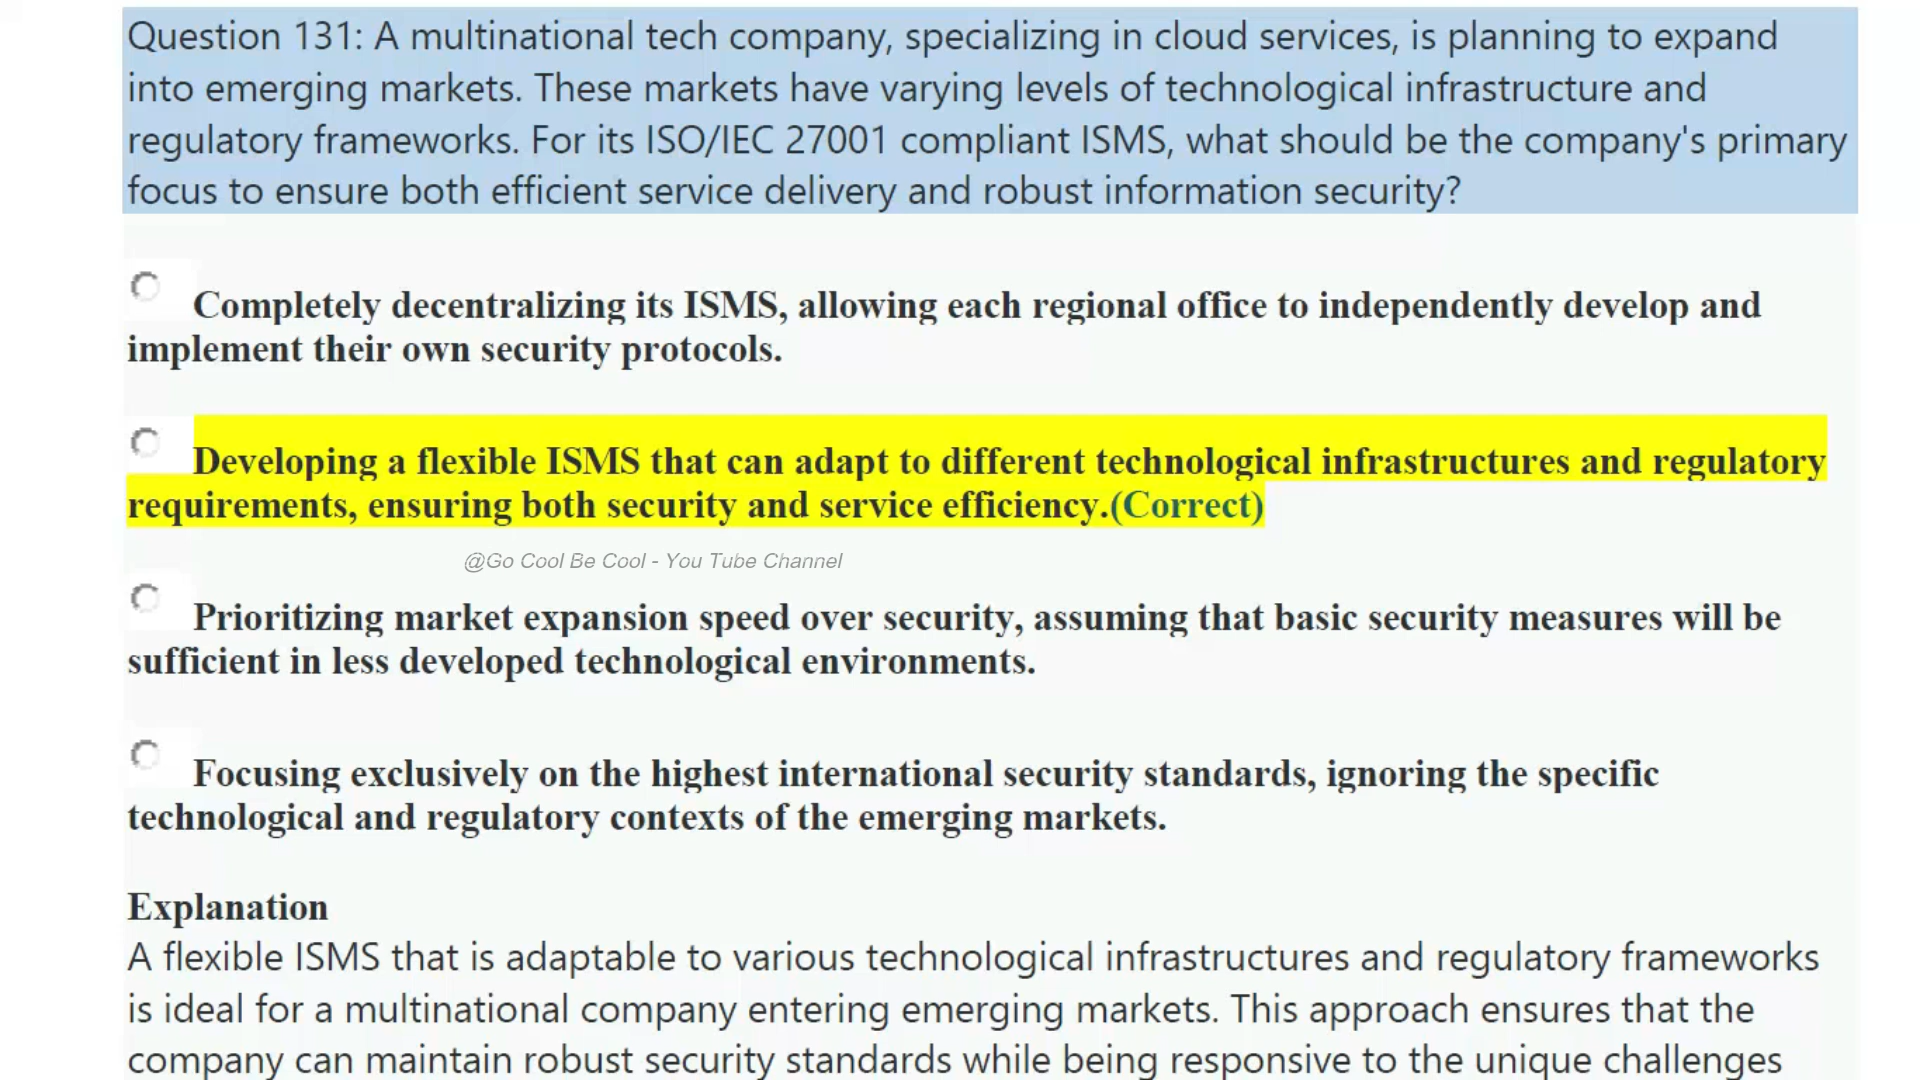 Question 131: A multinational tech company, specializing in cloud services, is planning to expand
into emerging markets. These markets have varying levels of technological infrastructure and
regulatory frameworks. For its ISO/IEC 27001 compliant ISMS, what should be the company's primary
focus to ensure both efficient service delivery and robust information security?
Completely decentralizing its ISMS, allowing each regional office to independently develop and
implement their own security protocols.
Developing a flexible ISMS that can adapt to different technological infrastructures and regulatory
requirements, ensuring both security and service efficiency.(Correct)
@Go Cool Be Cool - You Tube Channel
Prioritizing market expansion speed over security, assuming that basic security measures will be
sufficient in less developed technological environments.
Focusing exclusively on the highest international security standards, ignoring the specific
technological and regulatory contexts of the emerging markets.
Explanation
A flexible ISMS that is adaptable to various technological infrastructures and regulatory frameworks
is ideal for a multinational company entering emerging markets. This approach ensures that the
company can maintain robust security standards while being responsive to the unique challenges